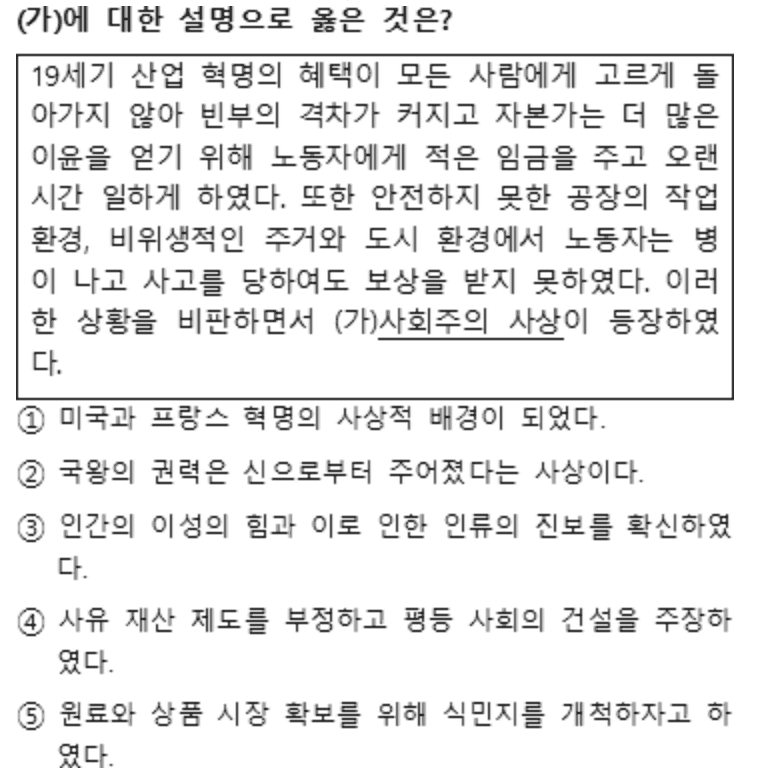 (가)에 대한 설명으로 옳은 것은?
19세기 산업 혁명의 혜택이 모든 사람에게 고르게 돌
아가지 않아 빈부의 격차가 커지고 자본가는 더 많은
이윤을 얻기 위해 노동자에게 적은 임금을 주고 오랜
시간 일하게 하였다. 또한 안전하지 못한 공장의 작업
환경, 비위생적인 주거와 도시 환경에서 노동자는 병
이 나고 사고를 당하여도 보상을 받지 못하였다. 이러
한 상황을 비판하면서 (가)사회주의 사상이 등장하였
다.
① 미국과 프랑스 혁명의 사상적 배경이 되었다.
② 국왕의 권력은 신으로부터 주어졌다는 사상이다.
③ 인간의 이성의 힘과 이로 인한 인류의 진보를 확신하였
다.
④ 사유 재산 제도를 부정하고 평등 사회의 건설을 주장하
였다.
⑤ 원료와 상품 시장 확보를 위해 식민지를 개척하자고 하
였다.